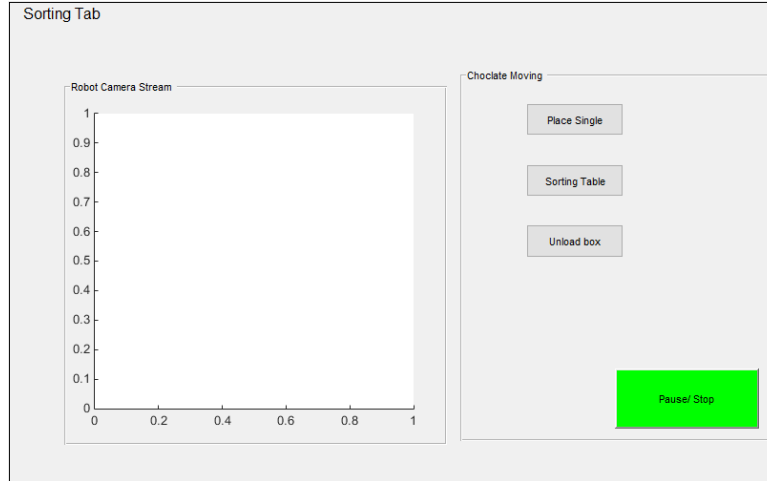 Sorting Tab
Robot Camera Stream
1
0.9
0.8
0.7
0.6
0.5
0.4
0.3
0.2
0.1
0
0
0.2
0.4
0.6
0.8
1
Choclate Moving
Place Single
Sorting Table
Unload box
Pause/ Stop